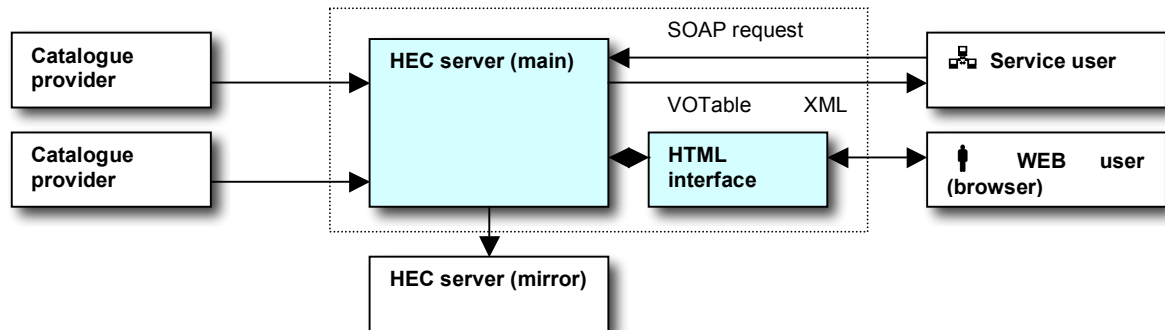 SOAP request
Catalogue
provider
HEC server (main)
Service user
VOTable XML
Catalogue
provider
HTML
interface
WEB user
(browser)
HEC server (mirror)